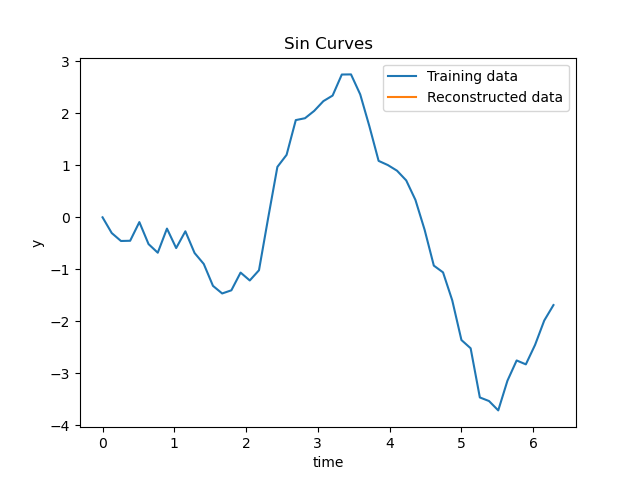 Sin Curves
Training data
Reconstructed data
3
2
1
0
−1
−2
−3
−4
y
0 1 2 3 4 5 6
time